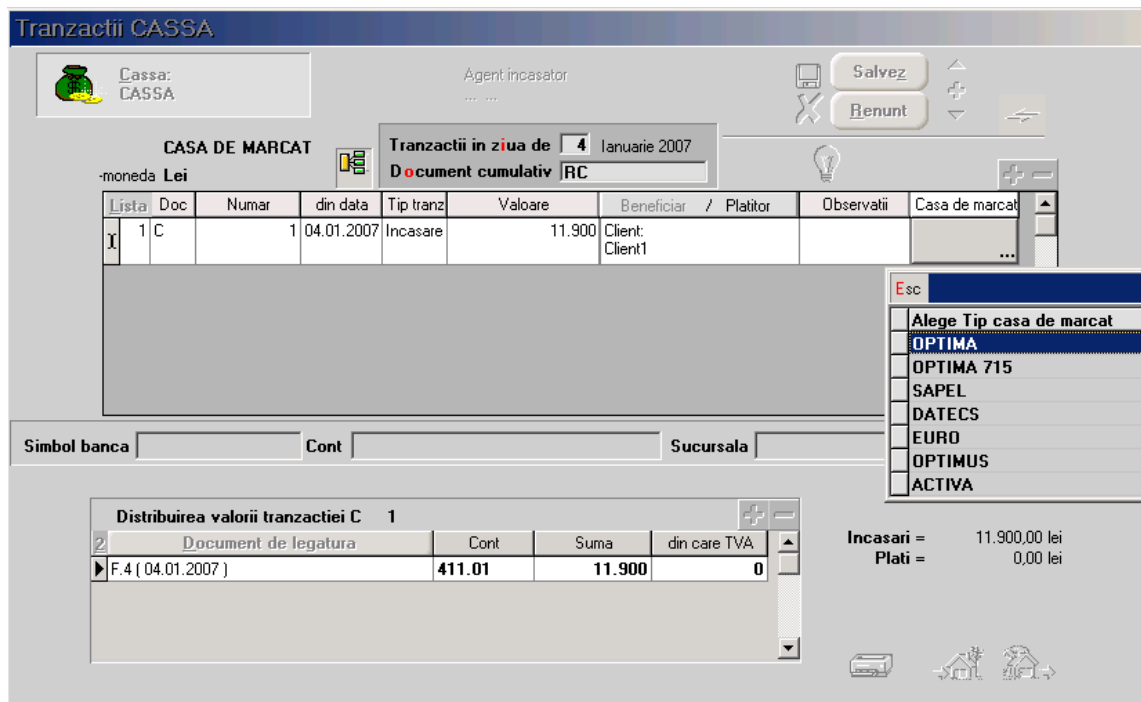 Tranzactii CASSA
Cassa:
CASSA
Agent incasator
... ...
Salvez
Renunt
CASA DE MARCAT
-moneda Lei
Tranzactii in ziua de 4 Ianuarie 2007
Document cumulativ RC
Lista Doc Numar din data Tip tranz Valoare Beneficiar / Platitor Observatii Casa de marcat
1 C 1 04.01.2007 Incasare 11.900 Client:
Client1
...
Esc
Alege Tip casa de marcat
OPTIMA
OPTIMA 715
SAPEL
DATECS
EURO
OPTIMUS
ACTIVA
Simbol banca Cont Sucursala
Distribuirea valorii tranzactiei C 1
2 Document de legatura Cont Suma din care TVA
F.4 ( 04.01.2007 ) 411.01 11.900 0
Incasari = 11.900,00 lei
Plati = 0,00 lei